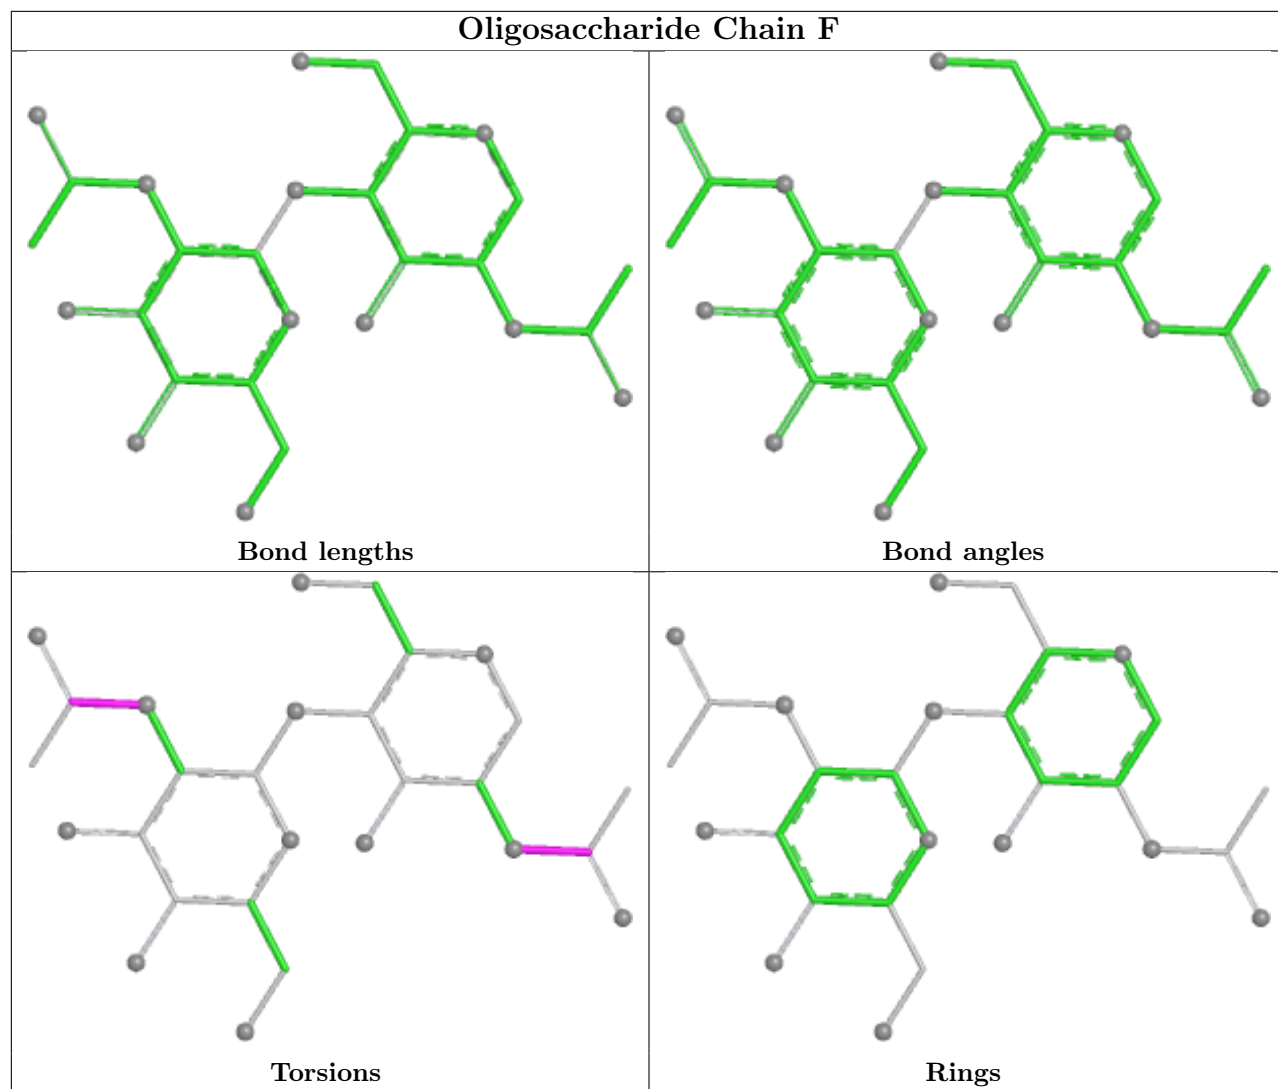 Oligosaccharide Chain F
Bond lengths
Bond angles
Torsions
Rings